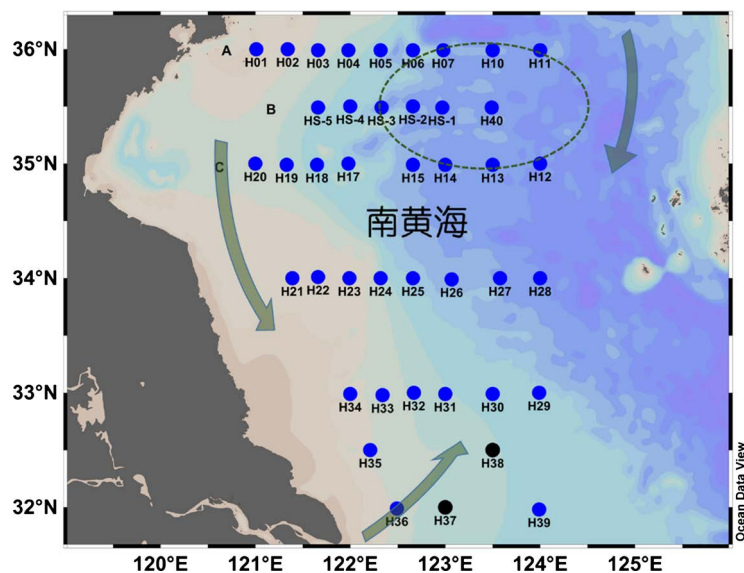 36°N
A
H01 H02 H03 H04 H05 H06 H07 H10 H11
B
HS-5 HS-4 HS-3 HS-2 HS-1 H40
35°N
C
H20 H19 H18 H17 H15 H14 H13 H12
南黄海
34°N
H21 H22 H23 H24 H25 H26 H27 H28
33°N
H34 H33 H32 H31 H30 H29
H35 H38
32°N
H36 H37 H39
120°E 121°E 122°E 123°E 124°E 125°E
Ocean Data View